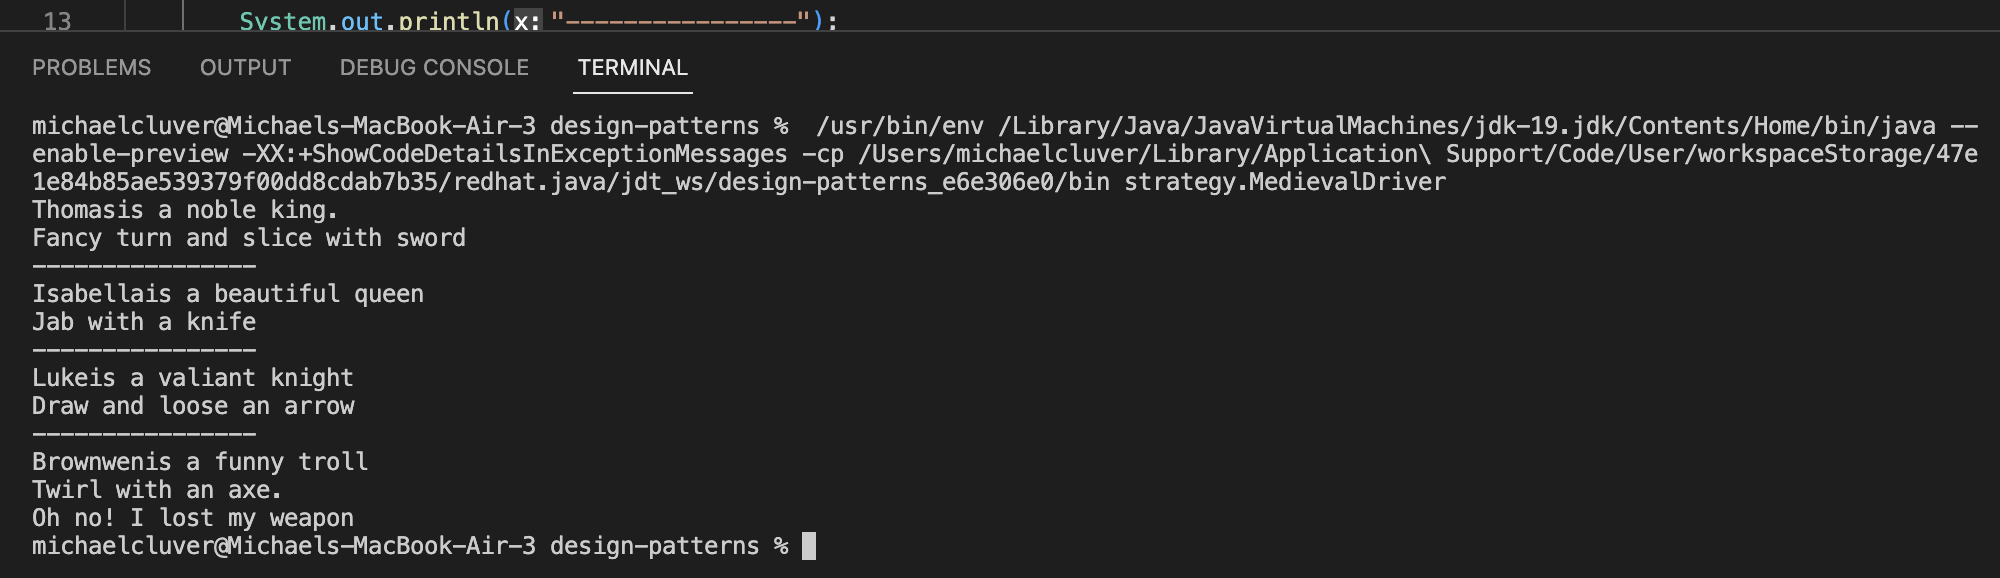 13 System.out.println(x: "----------------");
PROBLEMS OUTPUT DEBUG CONSOLE TERMINAL
michaelcluver@Michaels-MacBook-Air-3 design-patterns %  /usr/bin/env /Library/Java/JavaVirtualMachines/jdk-19.jdk/Contents/Home/bin/java --
enable-preview -XX:+ShowCodeDetailsInExceptionMessages -cp /Users/michaelcluver/Library/Application\ Support/Code/User/workspaceStorage/47e
1e84b85ae539379f00dd8cdab7b35/redhat.java/jdt_ws/design-patterns_e6e306e0/bin strategy.MedievalDriver
Thomasis a noble king.
Fancy turn and slice with sword
----------------
Isabellais a beautiful queen
Jab with a knife
----------------
Lukeis a valiant knight
Draw and loose an arrow
----------------
Brownwenis a funny troll
Twirl with an axe.
Oh no! I lost my weapon
michaelcluver@Michaels-MacBook-Air-3 design-patterns %